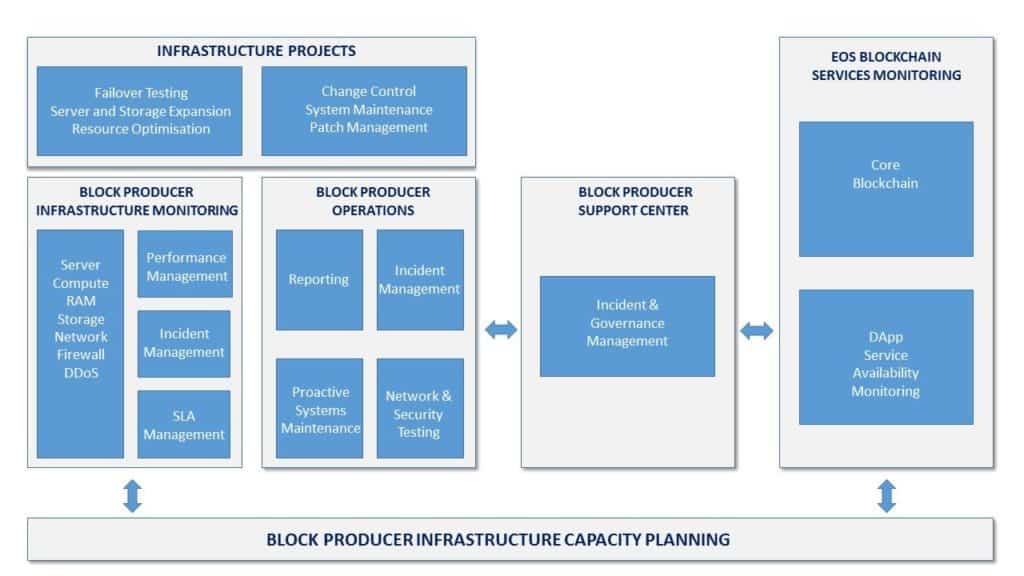 INFRASTRUCTURE PROJECTS
Failover Testing
Server and Storage Expansion
Resource Optimisation
Change Control
System Maintenance
Patch Management
BLOCK PRODUCER
INFRASTRUCTURE MONITORING
Server
Compute
RAM
Storage
Network
Firewall
DDoS
Performance
Management
Incident
Management
SLA
Management
BLOCK PRODUCER
OPERATIONS
Reporting
Incident
Management
Proactive
Systems
Maintenance
Network &
Security
Testing
BLOCK PRODUCER
SUPPORT CENTER
Incident &
Governance
Management
EOS BLOCKCHAIN
SERVICES MONITORING
Core
Blockchain
DApp
Service
Availability
Monitoring
BLOCK PRODUCER INFRASTRUCTURE CAPACITY PLANNING